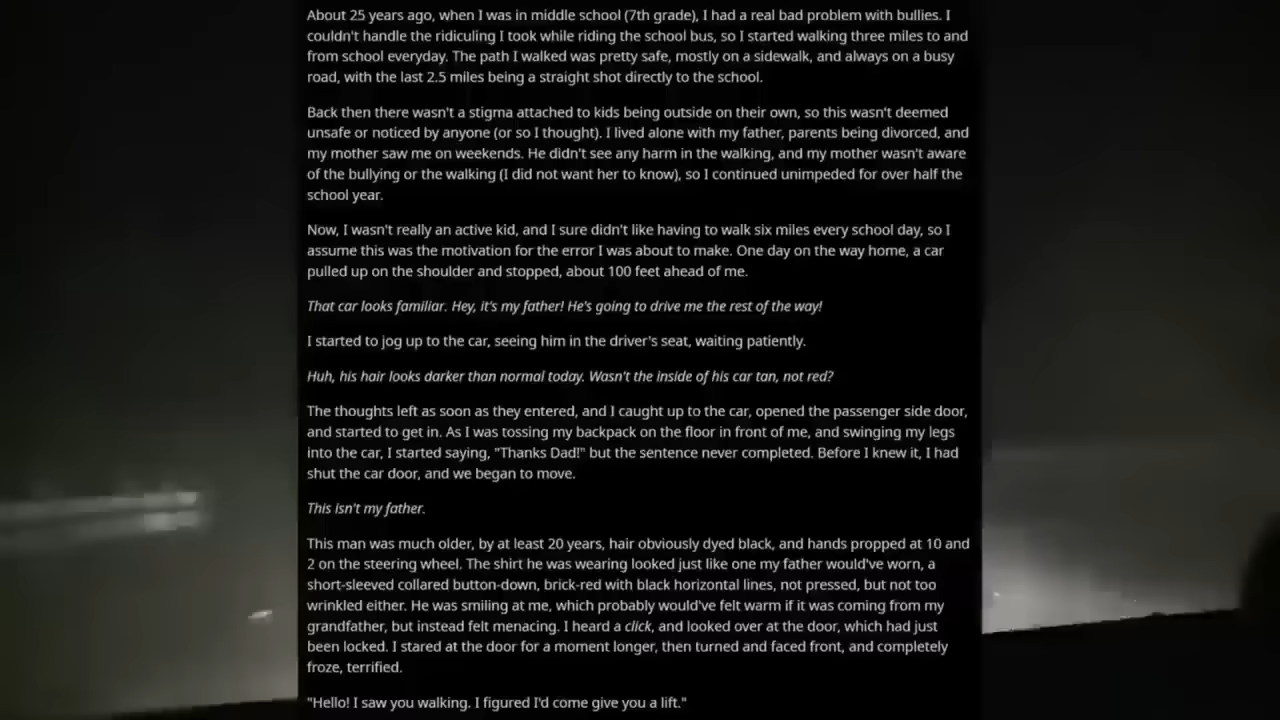 About 25 years ago, when I was in middle school (7th grade), I had a real bad problem with bullies. I
couldn't handle the ridiculing I took while riding the school bus, so I started walking three miles to and
from school everyday. The path I walked was pretty safe, mostly on a sidewalk, and always on a busy
road, with the last 2.5 miles being a straight shot directly to the school.
Back then there wasn't a stigma attached to kids being outside on their own, so this wasn't deemed
unsafe or noticed by anyone (or so I thought). I lived alone with my father, parents being divorced, and
my mother saw me on weekends. He didn't see any harm in the walking, and my mother wasn't aware
of the bullying or the walking (I did not want her to know), so I continued unimpeded for over half the
school year.
Now, I wasn't really an active kid, and I sure didn't like having to walk six miles every school day, so I
assume this was the motivation for the error I was about to make. One day on the way home, a car
pulled up on the shoulder and stopped, about 100 feet ahead of me.
That car looks familiar. Hey, it's my father! He's going to drive me the rest of the way!
I started to jog up to the car, seeing him in the driver's seat, waiting patiently.
Huh, his hair looks darker than normal today. Wasn't the inside of his car tan, not red?
The thoughts left as soon as they entered, and I caught up to the car, opened the passenger side door,
and started to get in. As I was tossing my backpack on the floor in front of me, and swinging my legs
into the car, I started saying, "Thanks Dad!" but the sentence never completed. Before I knew it, I had
shut the car door, and we began to move.
This isn't my father.
This man was much older, by at least 20 years, hair obviously dyed black, and hands propped at 10 and
2 on the steering wheel. The shirt he was wearing looked just like one my father would've worn, a
short-sleeved collared button-down, brick-red with black horizontal lines, not pressed, but not too
wrinkled either. He was smiling at me, which probably would've felt warm if it was coming from my
grandfather, but instead felt menacing. I heard a click, and looked over at the door, which had just
been locked. I stared at the door for a moment longer, then turned and faced front, and completely
froze, terrified.
"Hello! I saw you walking. I figured I'd come give you a lift."